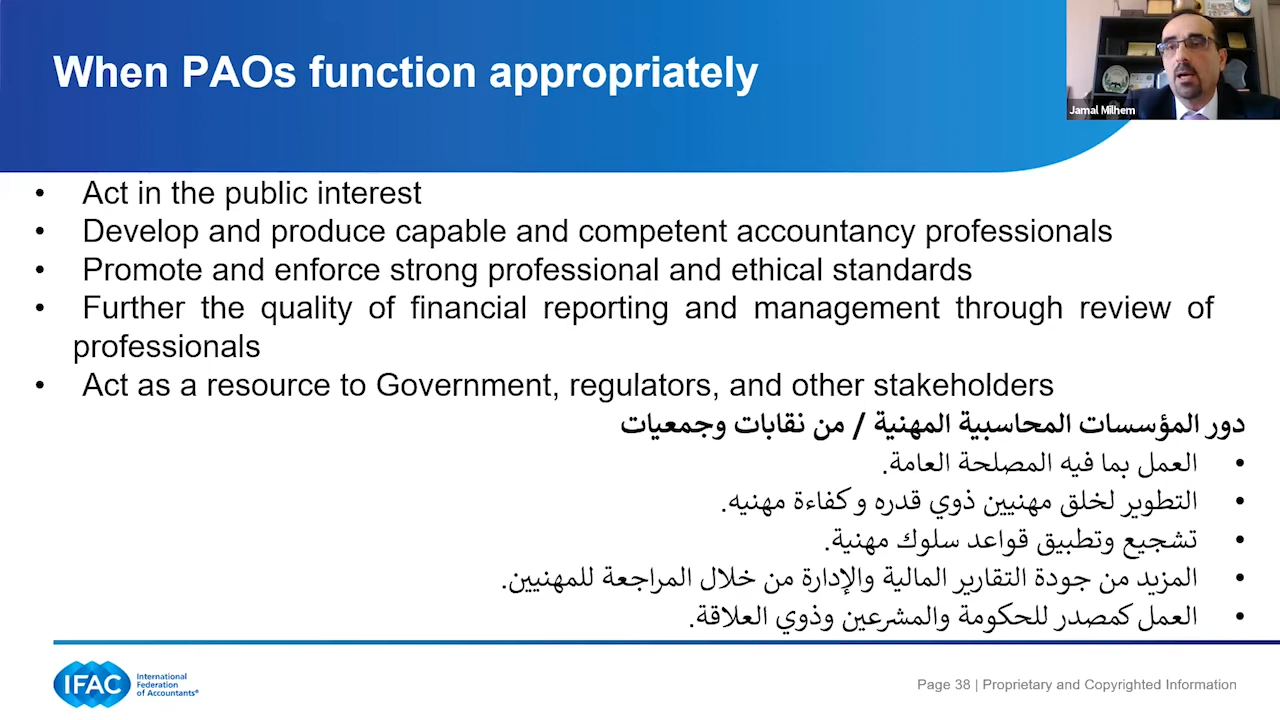 When PAOs function appropriately
Jamal Milhem
• Act in the public interest
• Develop and produce capable and competent accountancy professionals
• Promote and enforce strong professional and ethical standards
• Further the quality of financial reporting and management through review of
professionals
• Act as a resource to Government, regulators, and other stakeholders
دور المؤسسات المحاسبية المهنية / من نقابات وجمعيات
• العمل بما فيه المصلحة العامة.
• التطوير لخلق مهنيين ذوي قدره وكفاءة مهنيه.
• تشجيع وتطبيق قواعد سلوك مهنية.
• المزيد من جودة التقارير المالية والإدارة من خلال المراجعة للمهنيين.
• العمل كمصدر للحكومة والمشرعين وذوي العلاقة.
IFAC
International
Federation
of Accountants®
Page 38 | Proprietary and Copyrighted Information